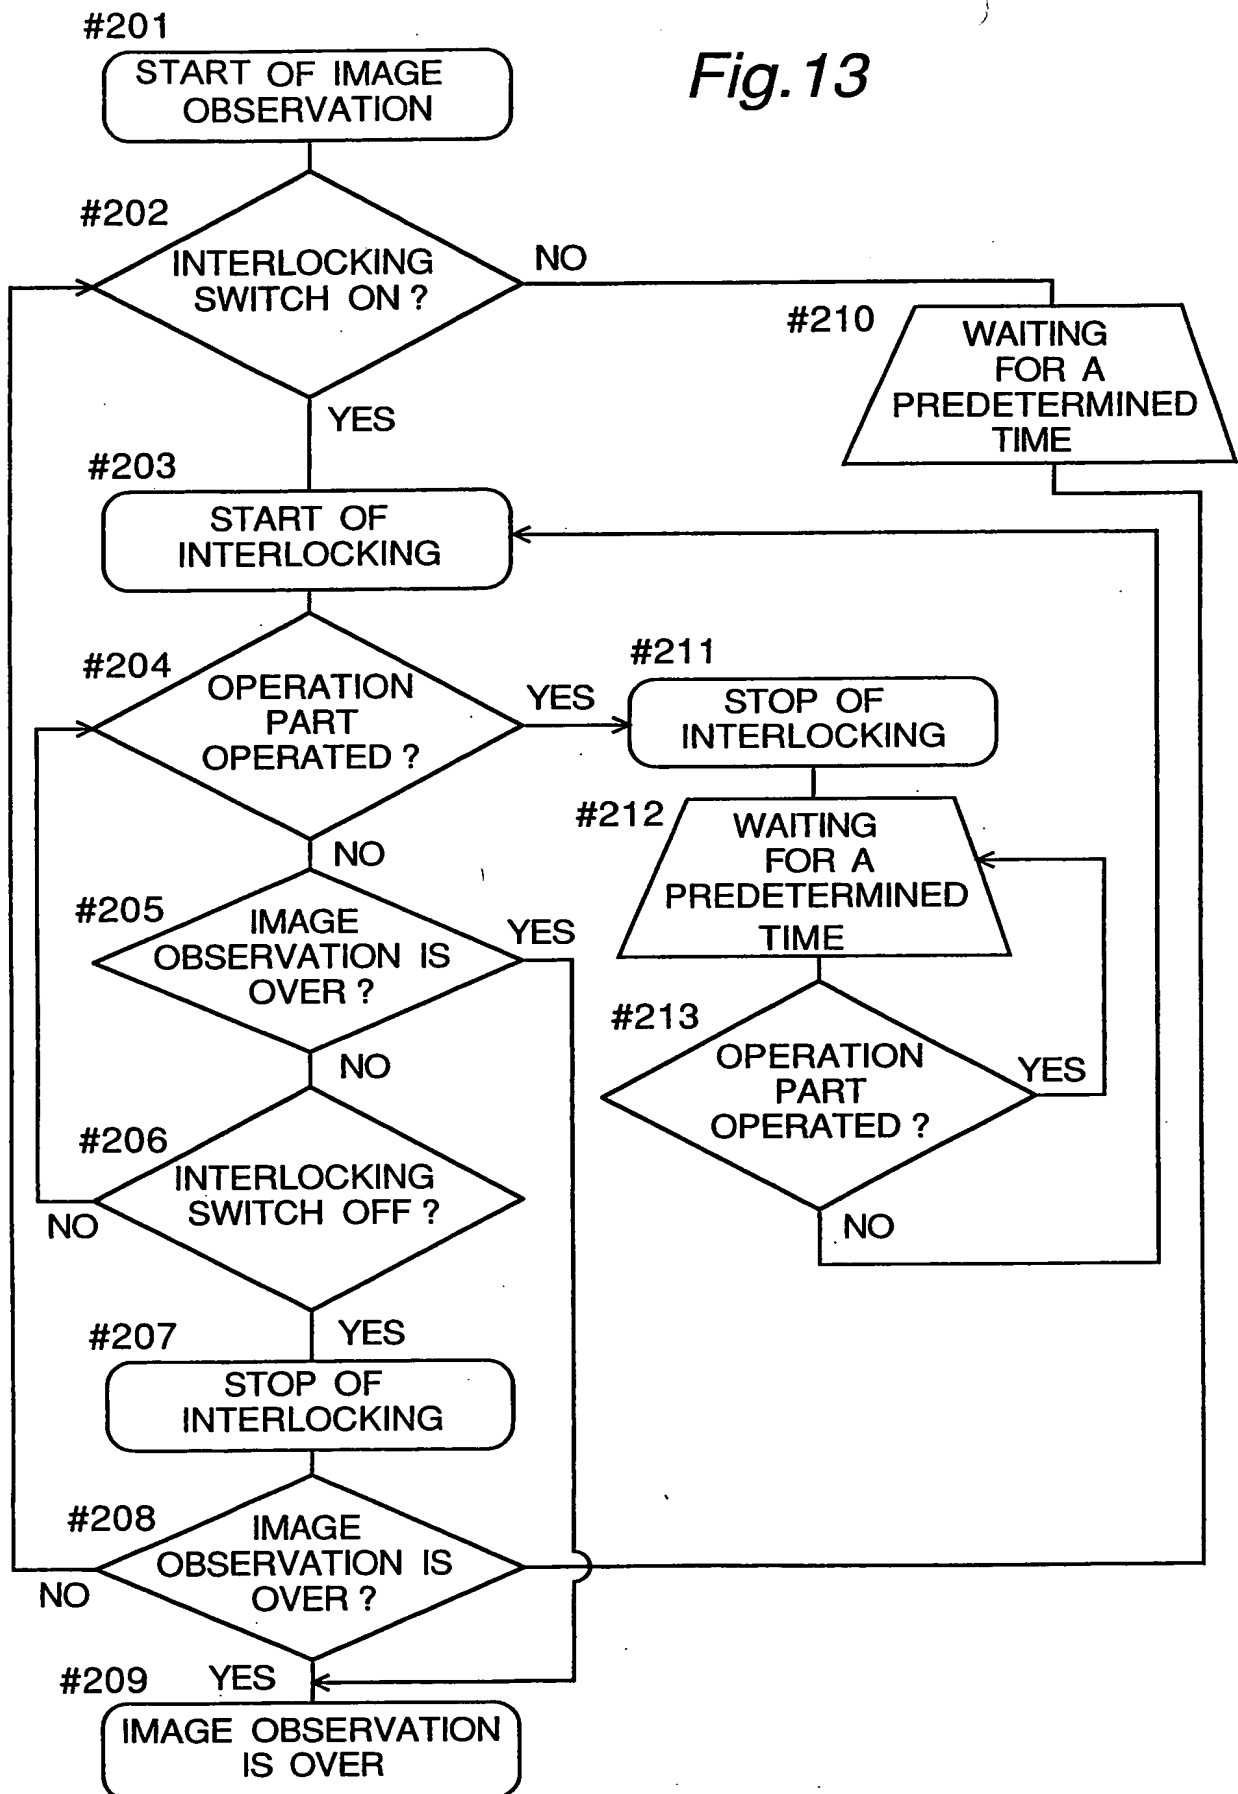 #201
START OF IMAGE
OBSERVATION
Fig.13
#202
INTERLOCKING
SWITCH ON ?
NO
YES
#210
WAITING
FOR A
PREDETERMINED
TIME
#203
START OF
INTERLOCKING
#204
OPERATION
PART
OPERATED ?
YES
NO
#211
STOP OF
INTERLOCKING
#212
WAITING
FOR A
PREDETERMINED
TIME
#205
IMAGE
OBSERVATION IS
OVER ?
YES
NO
#213
OPERATION
PART
OPERATED ?
YES
NO
#206
INTERLOCKING
SWITCH OFF ?
NO
YES
#207
STOP OF
INTERLOCKING
#208
IMAGE
OBSERVATION IS
OVER ?
NO
YES
#209
IMAGE OBSERVATION
IS OVER